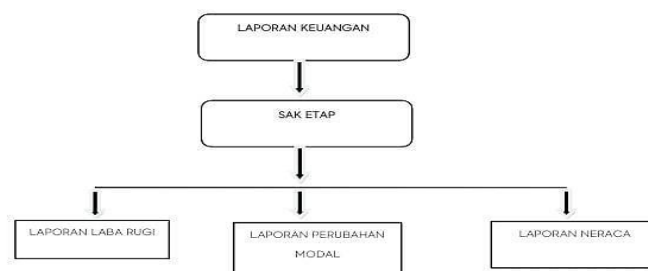 LAPORAN KEUANGAN
SAK ETAP
LAPORAN LABA RUGI
LAPORAN PERUBAHAN
MODAL
LAPORAN NERACA